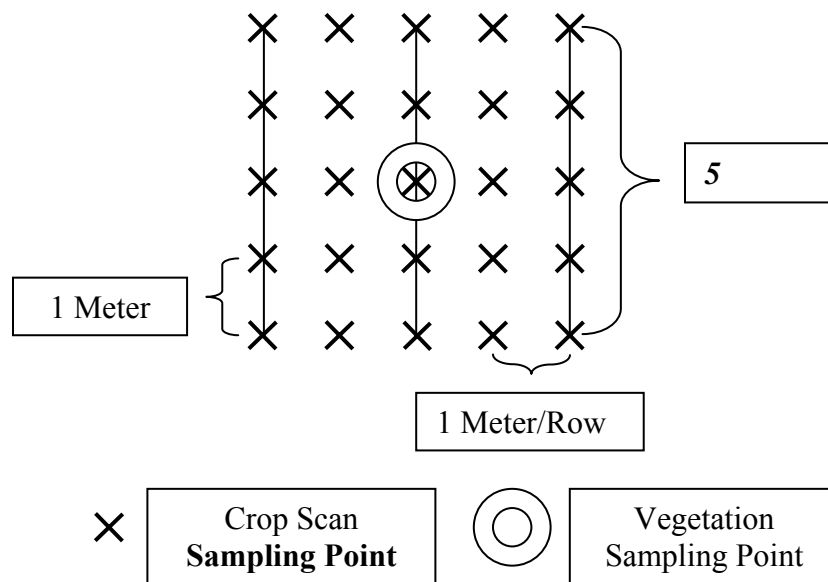 5
1 Meter
1 Meter/Row
Crop Scan
Sampling Point
Vegetation
Sampling Point